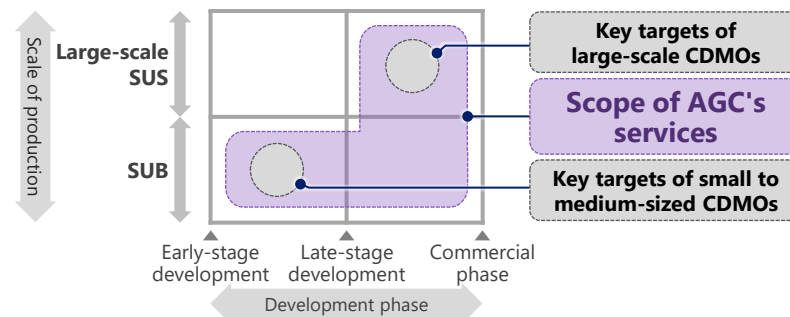 Scale of production
Large-scale
SUS
SUB
Key targets of
large-scale CDMOs
Scope of AGC's
services
Key targets of small to
medium-sized CDMOs
Early-stage
development
Late-stage
development
Commercial
phase
Development phase